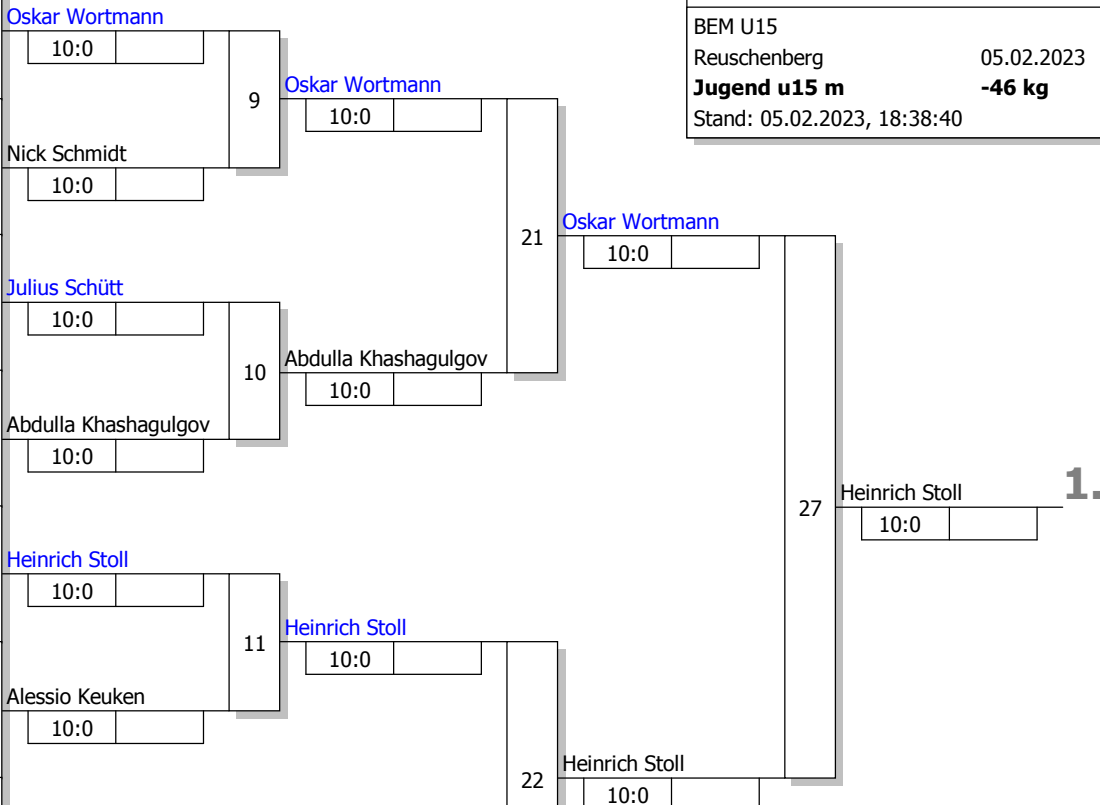 Oskar Wortmann
10:0
9
Nick Schmidt
10:0
Julius Schütt
10:0
10
Abdulla Khashagulgov
10:0
Heinrich Stoll
10:0
11
Alessio Keuken
10:0
Oskar Wortmann
10:0
21
Abdulla Khashagulgov
10:0
Heinrich Stoll
10:0
22
Oskar Wortmann
10:0
27
Heinrich Stoll
10:0
Heinrich Stoll 1.
10:0
BEM U15
Reuschenberg 05.02.2023
Jugend u15 m -46 kg
Stand: 05.02.2023, 18:38:40